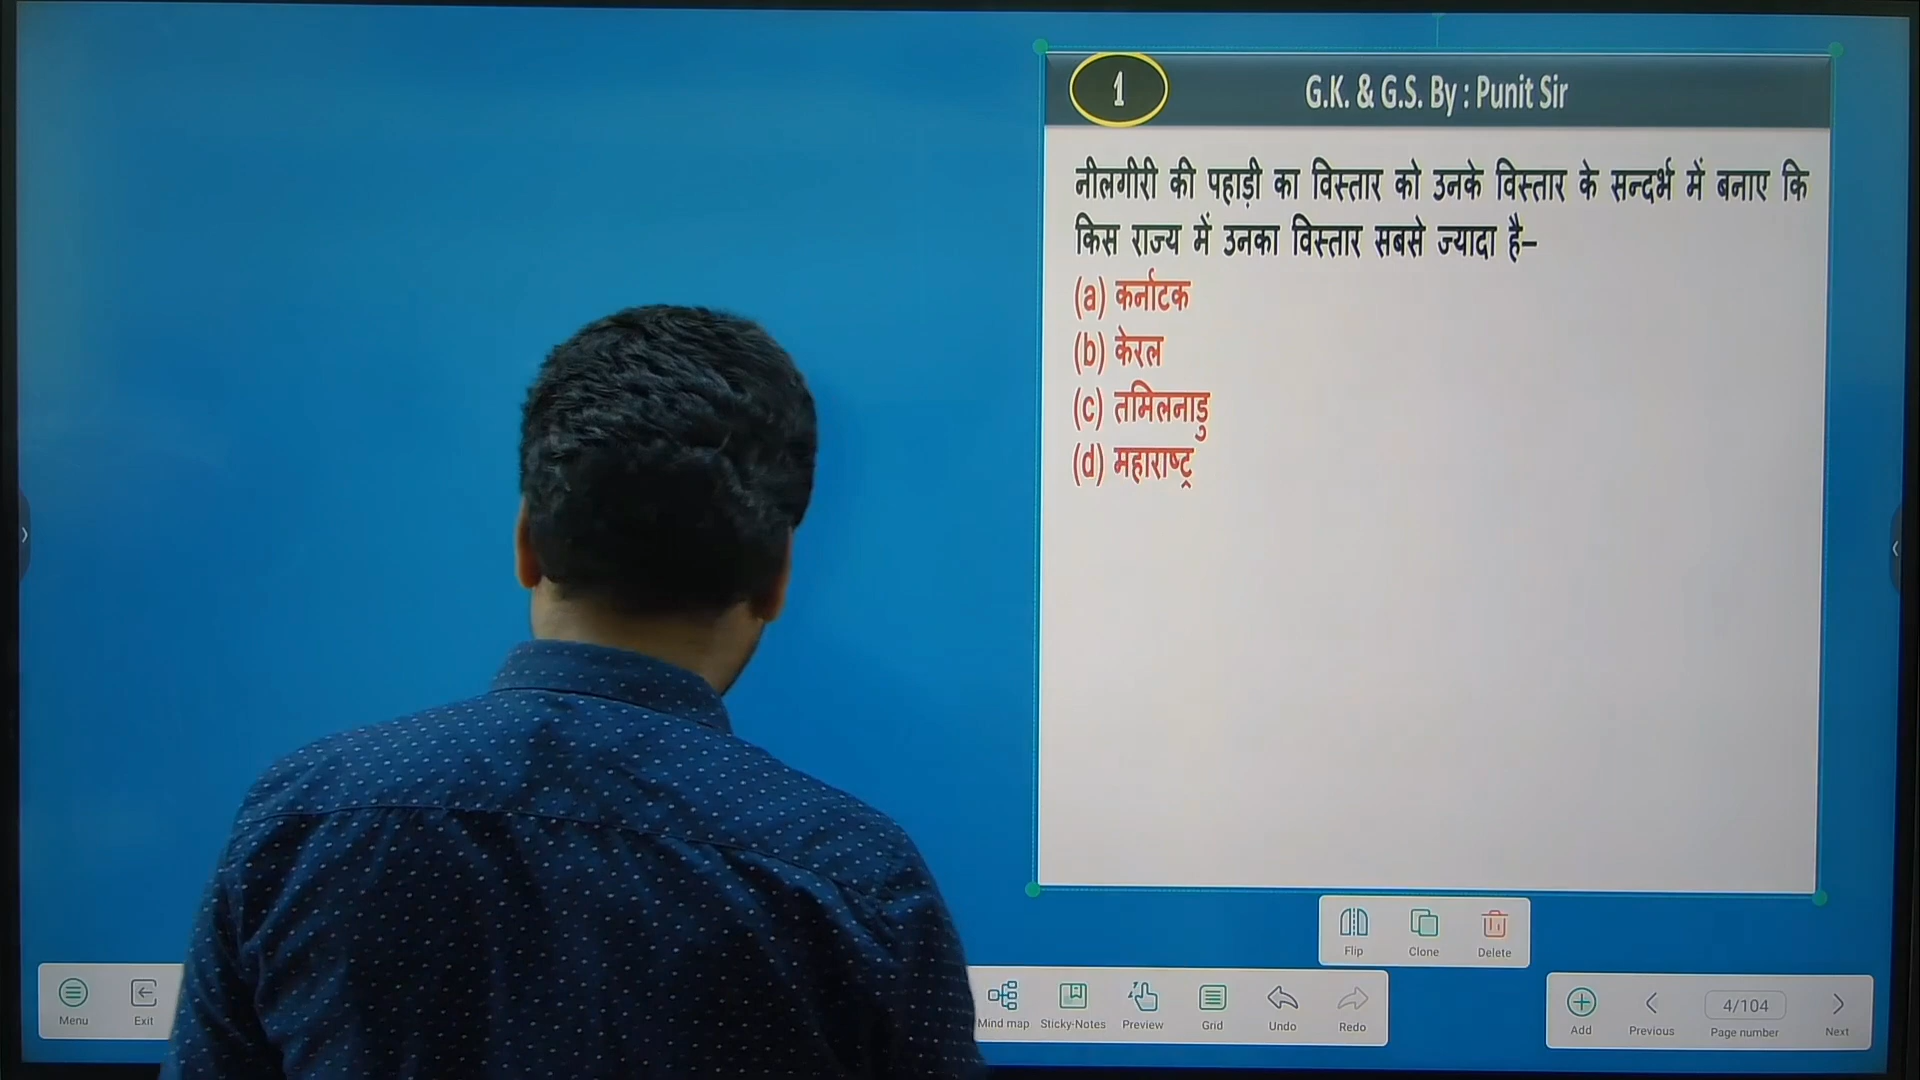 1
G.K. & G.S. By : Punit Sir
नीलगीरी की पहाड़ी का विस्तार को उनके विस्तार के सन्दर्भ में बनाए कि
किस राज्य में उनका विस्तार सबसे ज्यादा है–
(a) कर्नाटक
(b) केरल
(c) तमिलनाडु
(d) महाराष्ट्र
Flip Clone Delete
Menu Exit Mind map Sticky-Notes Preview Grid Undo Redo
Add Previous 4/104 Page number Next